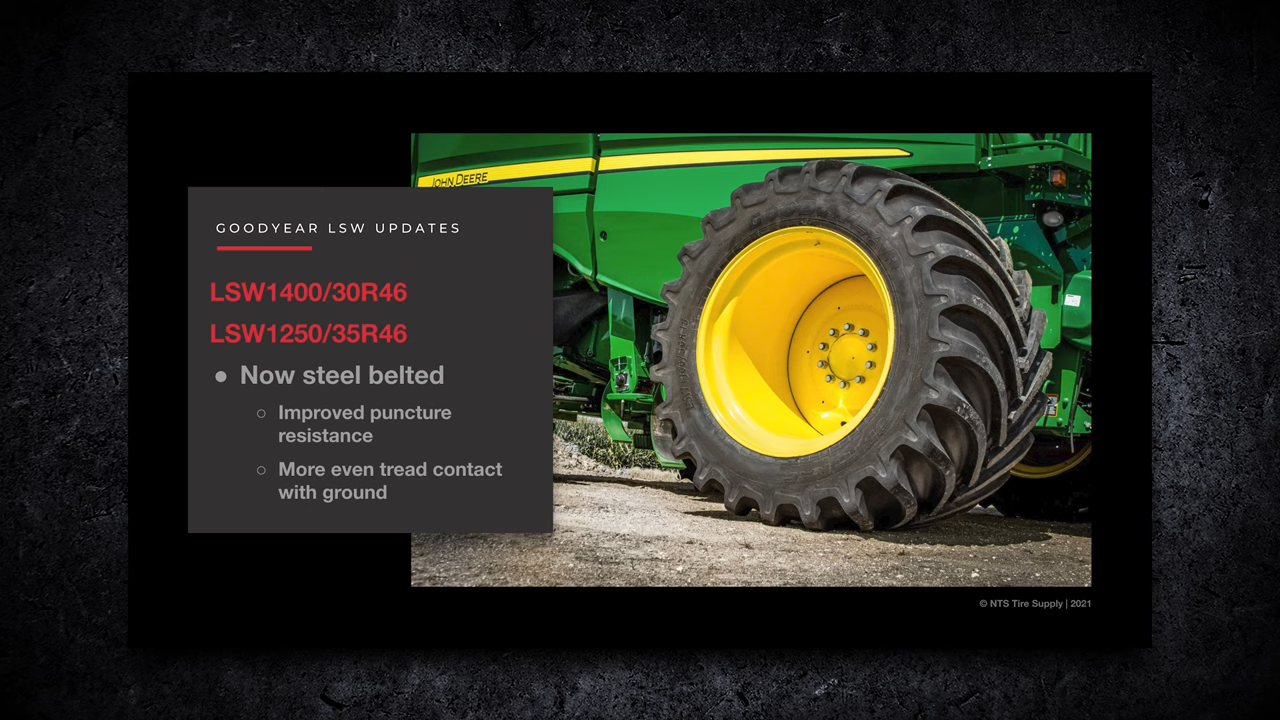 JOHN DEERE
GOODYEAR LSW UPDATES
LSW1400/30R46
LSW1250/35R46
● Now steel belted
○ Improved puncture
resistance
○ More even tread contact
with ground
© NTS Tire Supply | 2021